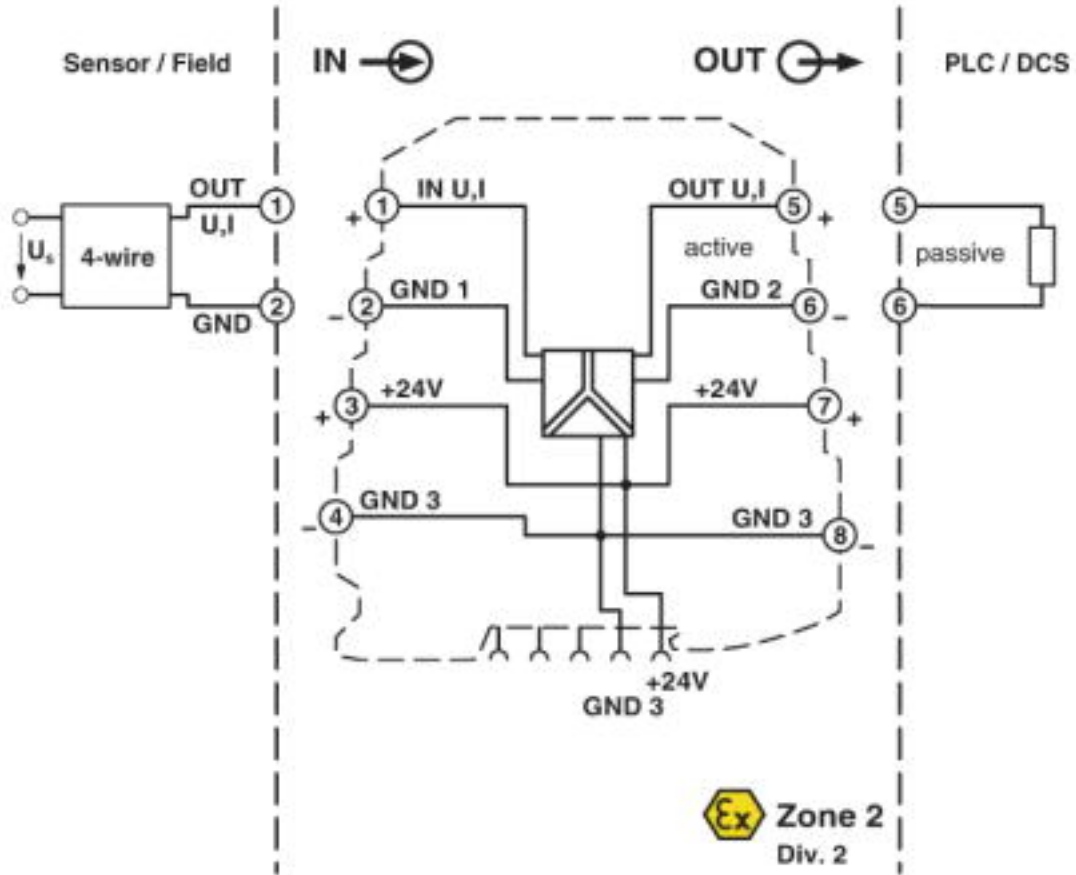 Sensor / Field
IN
OUT
PLC / DCS
OUT
U,I
1
1
IN U,I
OUT U,I
5
5
+
+
Us
4-wire
active
passive
GND
2
2
GND 1
GND 2
6
6
-
-
3
+24V
+24V
7
+
+
4
GND 3
GND 3
8
-
-
+24V
GND 3
Ex
Zone 2
Div. 2